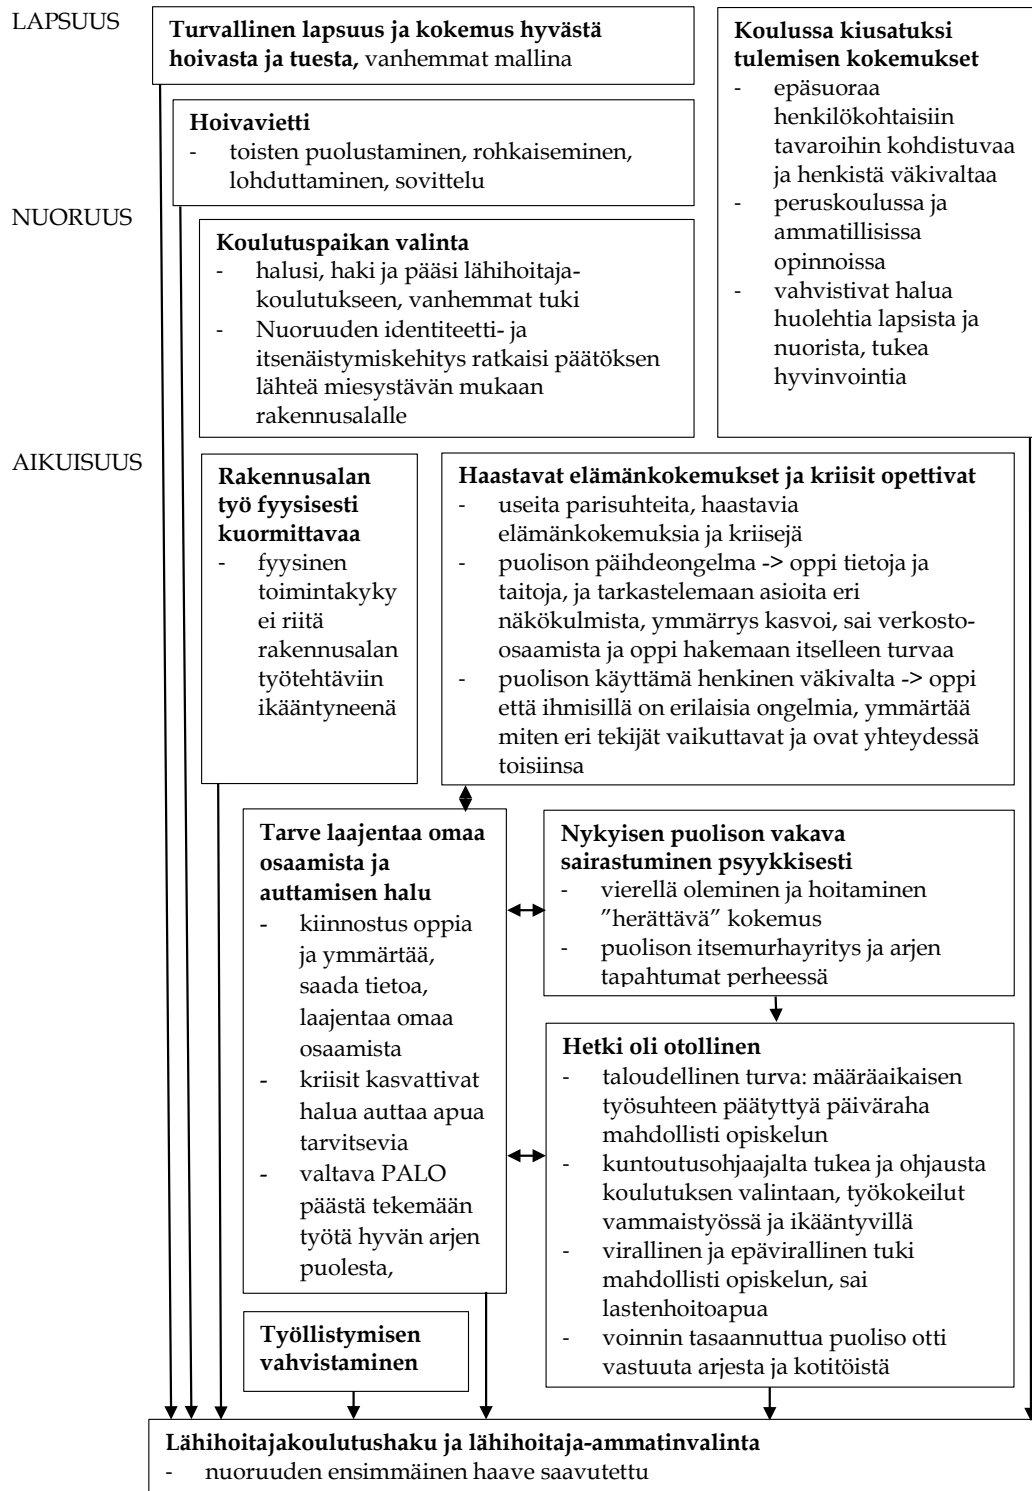 LAPSUUS
Turvallinen lapsuus ja kokemus hyvästä
hoivasta ja tuesta, vanhemmat mallina
Koulussa kiusatuksi
tulemisen kokemukset
- epäsuoraa
henkilökohtaisiin
tavaroihin kohdistuvaa
ja henkistä väkivaltaa
- peruskoulussa ja
ammatillisissa
opinnoissa
- vahvistivat halua
huolehtia lapsista ja
nuorista, tukea
hyvinvointia
Hoivavietti
- toisten puolustaminen, rohkaiseminen,
lohduttaminen, sovittelu
NUORUUS
Koulutuspaikan valinta
- halusi, haki ja pääsi lähihoitaja-
koulutukseen, vanhemmat tuki
- Nuoruuden identiteetti- ja
itsenäistymiskehitys ratkaisi päätöksen
lähteä miesystävän mukaan
rakennusalalle
AIKUISUUS
Rakennusalan
työ fyysisesti
kuormittavaa
- fyysinen
toimintakyky
ei riitä
rakennusalan
työtehtäviin
ikääntyneenä
Haastavat elämänkokemukset ja kriisit opettivat
- useita parisuhteita, haastavia
elämänkokemuksia ja kriisejä
- puolison päihdeongelma -> oppi tietoja ja
taitoja, ja tarkastelemaan asioita eri
näkökulmista, ymmärrys kasvoi, sai verkosto-
osaamista ja oppi hakemaan itselleen turvaa
- puolison käyttämä henkinen väkivalta -> oppi
että ihmisillä on erilaisia ongelmia, ymmärtää
miten eri tekijät vaikuttavat ja ovat yhteydessä
toisiinsa
Tarve laajentaa omaa
osaamista ja
auttamisen halu
- kiinnostus oppia
ja ymmärtää,
saada tietoa,
laajentaa omaa
osaamista
- kriisit kasvattivat
halua auttaa apua
tarvitsevia
- valtava PALO
päästä tekemään
työtä hyvän arjen
puolesta,
Nykyisen puolison vakava
sairastuminen psyykkisesti
- vierellä oleminen ja hoitaminen
”herättävä” kokemus
- puolison itsemurhayritys ja arjen
tapahtumat perheessä
Hetki oli otollinen
- taloudellinen turva: määräaikaisen
työsuhteen päätyttyä päiväraha
mahdollisti opiskelun
- kuntoutusohjaajalta tukea ja ohjausta
koulutuksen valintaan, työkokeilut
vammaistyössä ja ikääntyvillä
- virallinen ja epävirallinen tuki
mahdollisti opiskelun, sai
lastenhoitoapua
- voinnin tasaannuttua puoliso otti
vastuuta arjesta ja kotitöistä
Työllistymisen
vahvistaminen
Lähihoitajakoulutushaku ja lähihoitaja-ammatinvalinta
- nuoruuden ensimmäinen haave saavutettu